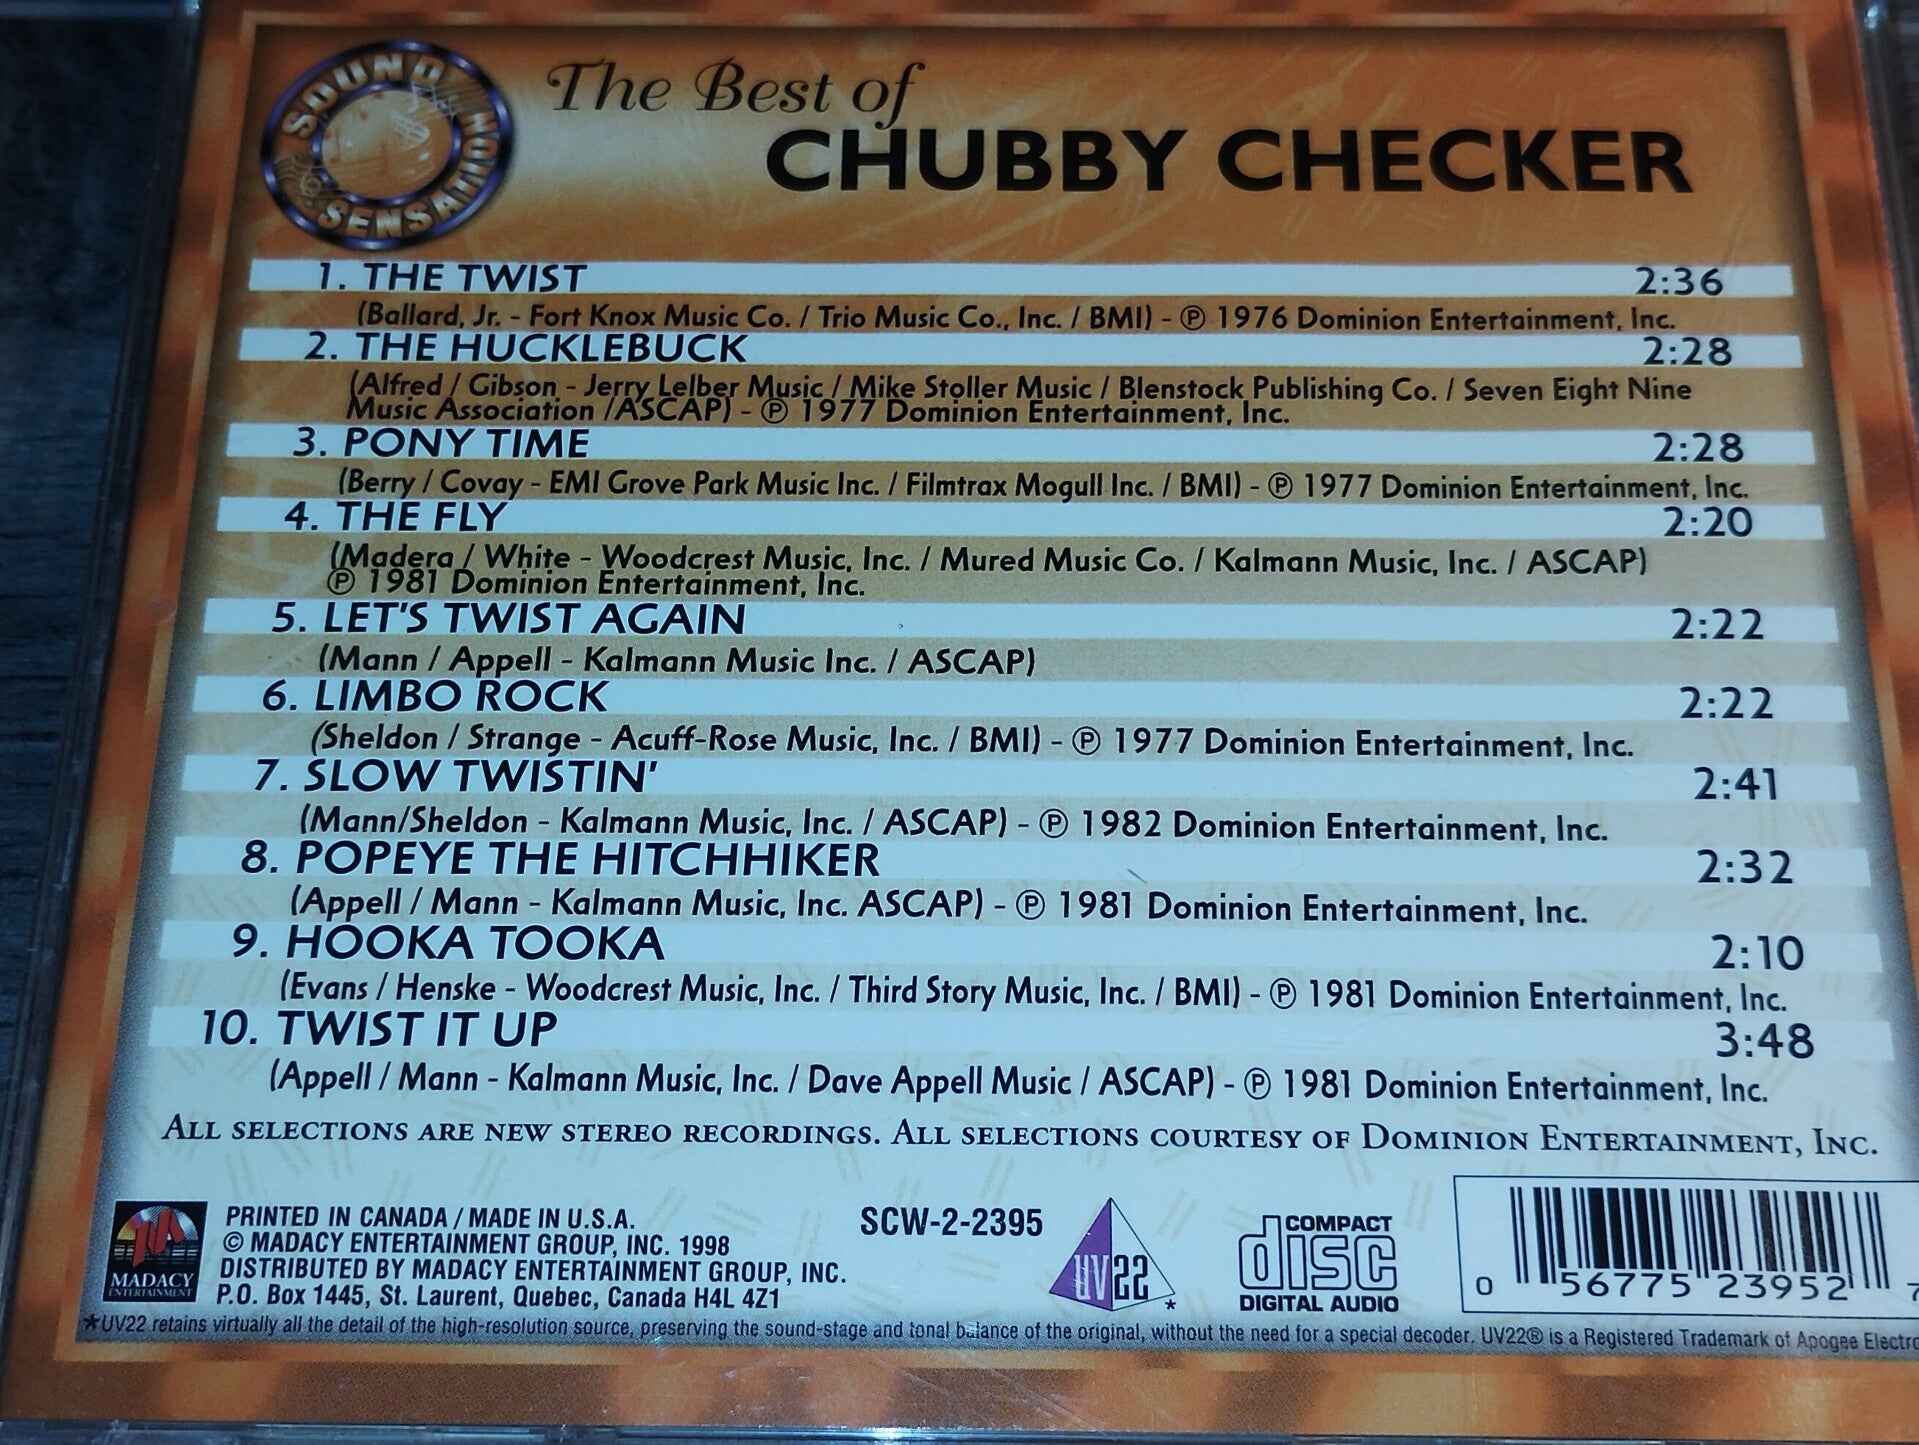 SOUND SENSATION
The Best of
CHUBBY CHECKER
1. THE TWIST 2:36
(Ballard, Jr. - Fort Knox Music Co. / Trio Music Co., Inc. / BMI) - ℗ 1976 Dominion Entertainment, Inc.
2. THE HUCKLEBUCK 2:28
(Alfred / Gibson - Jerry Lelber Music / Mike Stoller Music / Blenstock Publishing Co. / Seven Eight Nine
Music Association /ASCAP) - ℗ 1977 Dominion Entertainment, Inc.
3. PONY TIME 2:28
(Berry / Covay - EMI Grove Park Music Inc. / Filmtrax Mogull Inc. / BMI) - ℗ 1977 Dominion Entertainment, Inc.
4. THE FLY 2:20
(Madera / White - Woodcrest Music, Inc. / Mured Music Co. / Kalmann Music, Inc. / ASCAP)
℗ 1981 Dominion Entertainment, Inc.
5. LET'S TWIST AGAIN 2:22
(Mann / Appell - Kalmann Music Inc. / ASCAP)
6. LIMBO ROCK 2:22
(Sheldon / Strange - Acuff-Rose Music, Inc. / BMI) - ℗ 1977 Dominion Entertainment, Inc.
7. SLOW TWISTIN' 2:41
(Mann/Sheldon - Kalmann Music, Inc. / ASCAP) - ℗ 1982 Dominion Entertainment, Inc.
8. POPEYE THE HITCHHIKER 2:32
(Appell / Mann - Kalmann Music, Inc. ASCAP) - ℗ 1981 Dominion Entertainment, Inc.
9. HOOKA TOOKA 2:10
(Evans / Henske - Woodcrest Music, Inc. / Third Story Music, Inc. / BMI) - ℗ 1981 Dominion Entertainment, Inc.
10. TWIST IT UP 3:48
(Appell / Mann - Kalmann Music, Inc. / Dave Appell Music / ASCAP) - ℗ 1981 Dominion Entertainment, Inc.
ALL SELECTIONS ARE NEW STEREO RECORDINGS. ALL SELECTIONS COURTESY OF DOMINION ENTERTAINMENT, INC.
MADACY
ENTERTAINMENT
PRINTED IN CANADA / MADE IN U.S.A.
© MADACY ENTERTAINMENT GROUP, INC. 1998
DISTRIBUTED BY MADACY ENTERTAINMENT GROUP, INC.
P.O. Box 1445, St. Laurent, Quebec, Canada H4L 4Z1
SCW-2-2395
UV22 *
COMPACT
disc
DIGITAL AUDIO
0 56775 23952 7
*UV22 retains virtually all the detail of the high-resolution source, preserving the sound-stage and tonal balance of the original, without the need for a special decoder. UV22® is a Registered Trademark of Apogee Electro